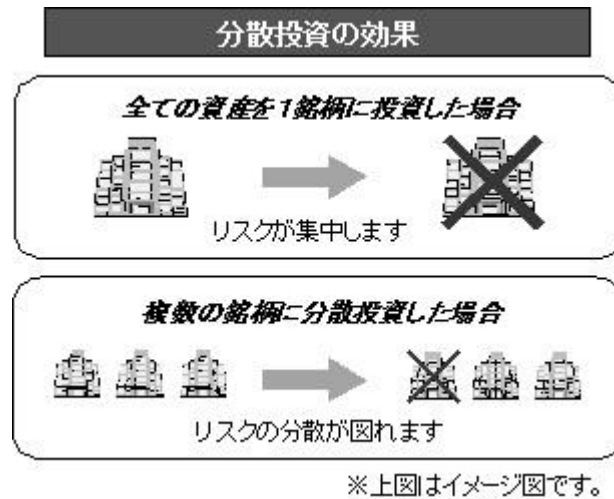 分散投資の効果
全ての資産を1銘柄に投資した場合
リスクが集中します
複数の銘柄に分散投資した場合
リスクの分散が図れます
※上図はイメージ図です。